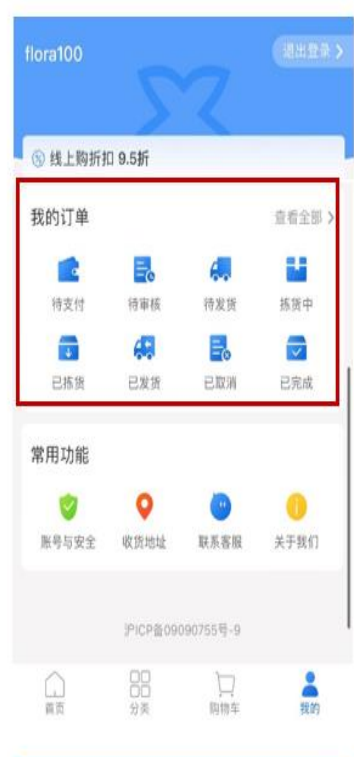 flora100
退出登录 >
线上购折扣 9.5折
我的订单
查看全部 >
待支付 待审核 待发货 拣货中
已拣货 已发货 已取消 已完成
常用功能
账号与安全 收货地址 联系客服 关于我们
沪ICP备09090755号-9
首页 分类 购物车 我的